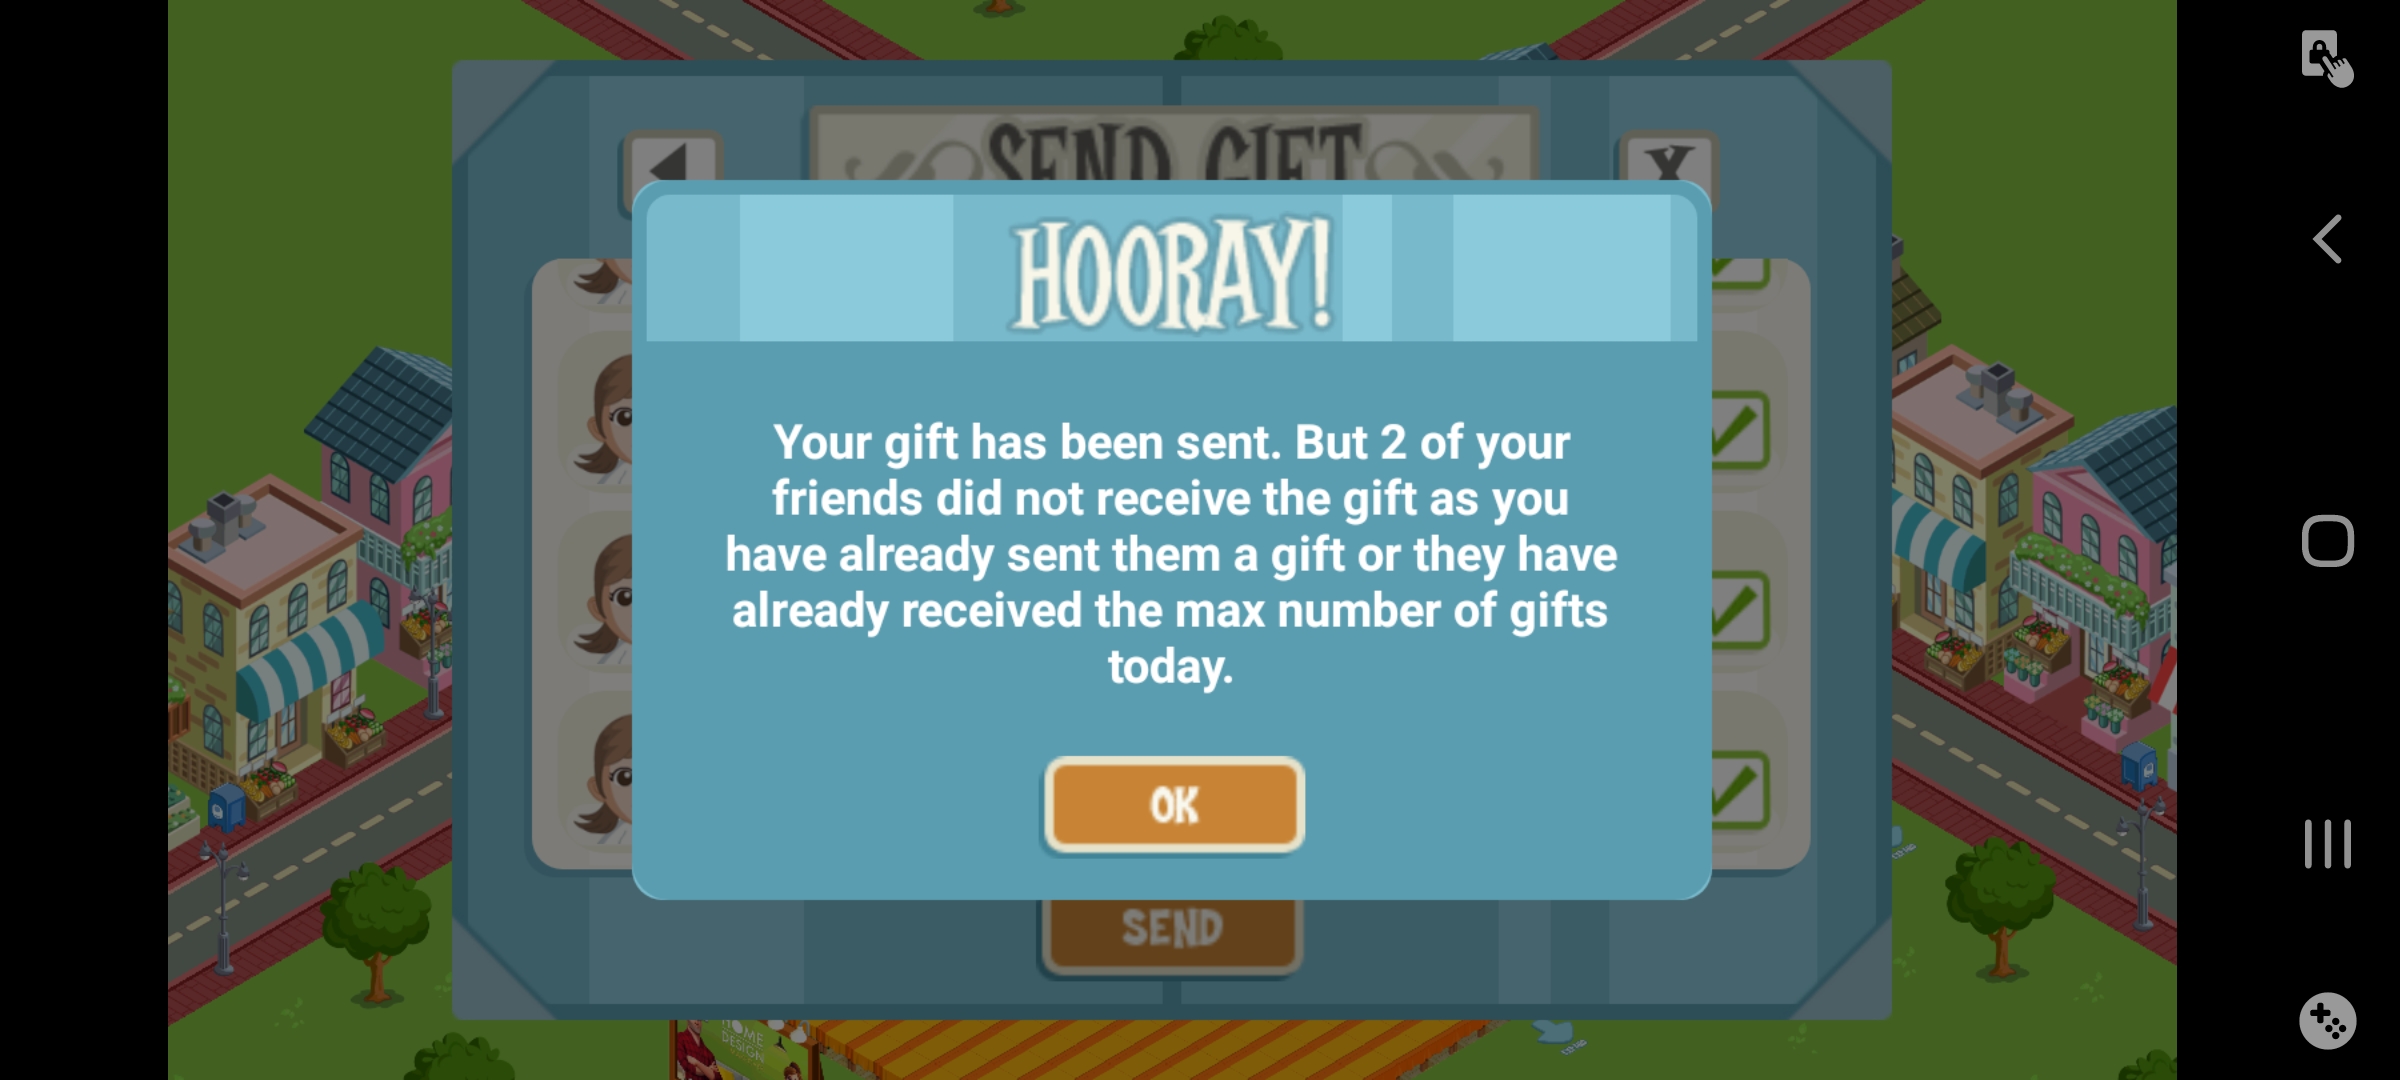 SEND GIFT
X
HOORAY!
Your gift has been sent. But 2 of your
friends did not receive the gift as you
have already sent them a gift or they have
already received the max number of gifts
today.
OK
SEND
HOME
DESIGN